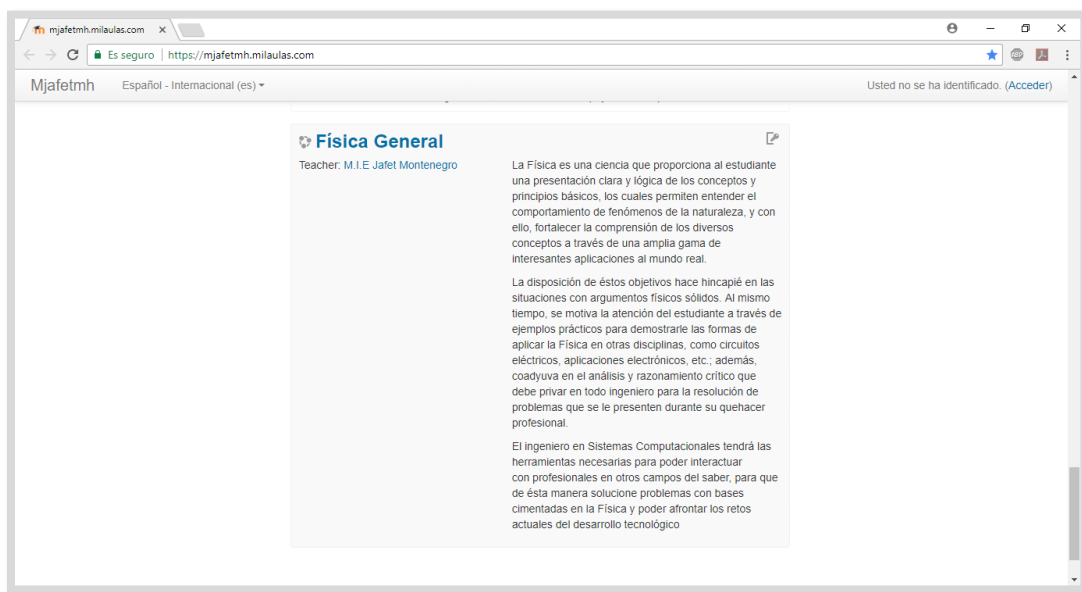 mjafetmh.milaulas.com
Es seguro | https://mjafetmh.milaulas.com
ABP
Mjafetmh Español - Internacional (es) Usted no se ha identificado. (Acceder)
Física General
Teacher: M.I.E Jafet Montenegro
La Física es una ciencia que proporciona al estudiante
una presentación clara y lógica de los conceptos y
principios básicos, los cuales permiten entender el
comportamiento de fenómenos de la naturaleza, y con
ello, fortalecer la comprensión de los diversos
conceptos a través de una amplia gama de
interesantes aplicaciones al mundo real.
La disposición de éstos objetivos hace hincapié en las
situaciones con argumentos físicos sólidos. Al mismo
tiempo, se motiva la atención del estudiante a través de
ejemplos prácticos para demostrarle las formas de
aplicar la Física en otras disciplinas, como circuitos
eléctricos, aplicaciones electrónicos, etc.; además,
coadyuva en el análisis y razonamiento crítico que
debe privar en todo ingeniero para la resolución de
problemas que se le presenten durante su quehacer
profesional.
El ingeniero en Sistemas Computacionales tendrá las
herramientas necesarias para poder interactuar
con profesionales en otros campos del saber, para que
de ésta manera solucione problemas con bases
cimentadas en la Física y poder afrontar los retos
actuales del desarrollo tecnológico